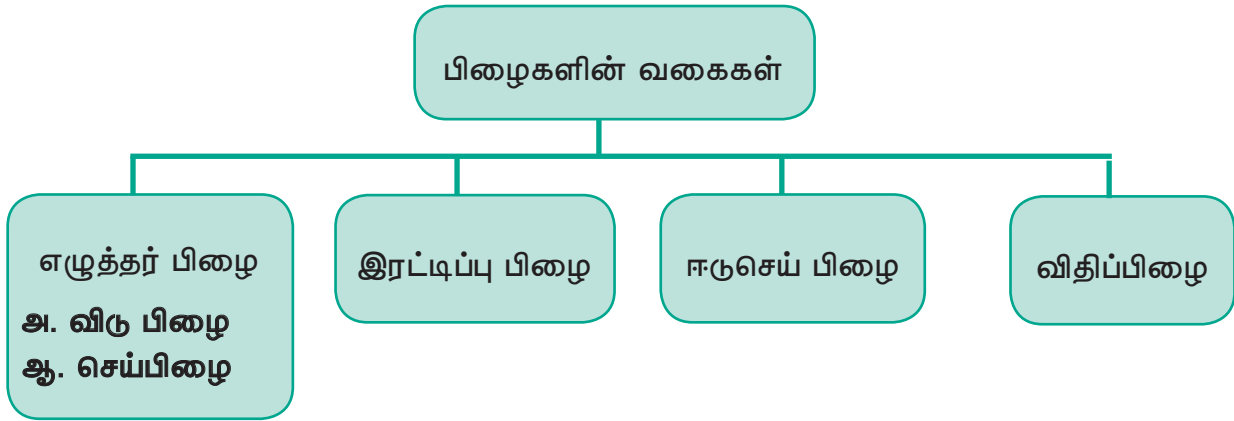 பிழைகளின் வகைகள்
எழுத்தர் பிழை
அ. விடு பிழை
ஆ. செய்பிழை
இரட்டிப்பு பிழை
ஈடுசெய் பிழை
விதிப்பிழை